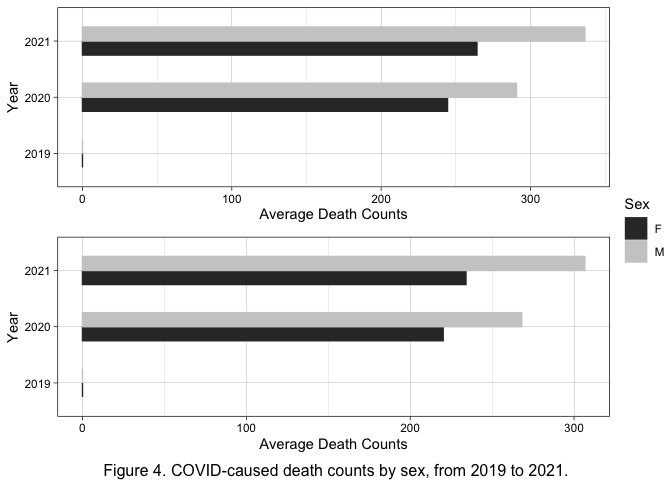 2021
2020
2019
Year
0 100 200 300
Average Death Counts
Sex
F
M
2021
2020
2019
Year
0 100 200 300
Average Death Counts
Figure 4. COVID-caused death counts by sex, from 2019 to 2021.